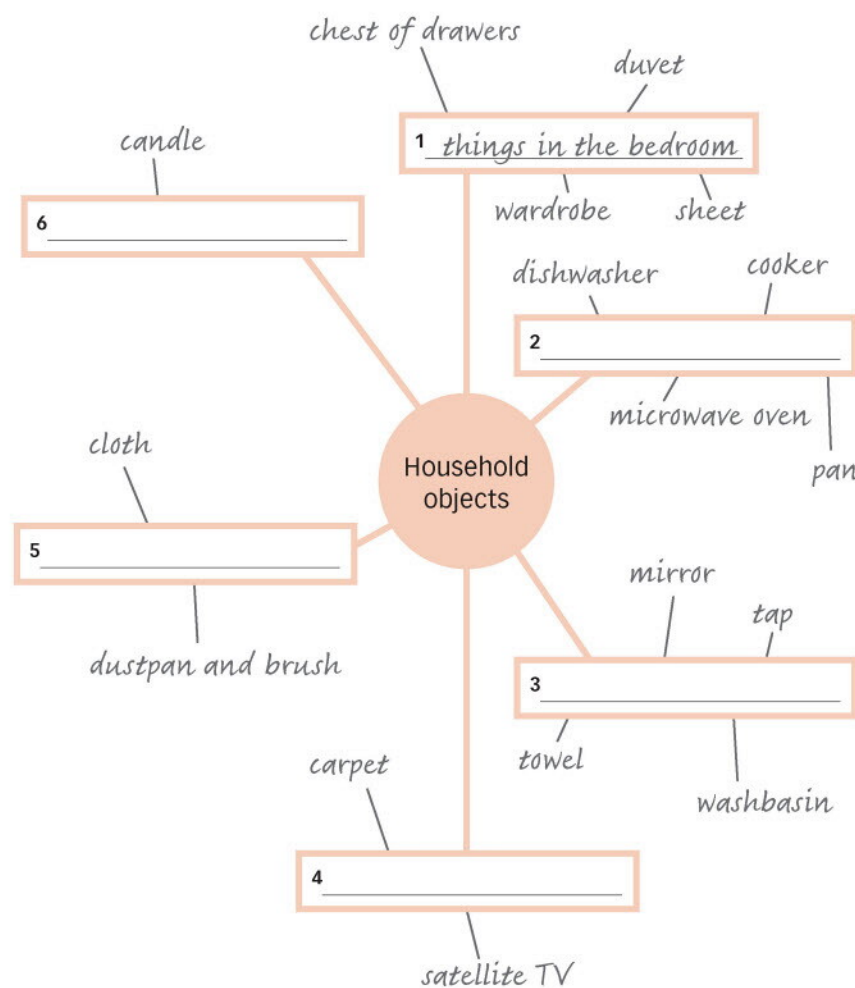 chest of drawers
duvet
1 things in the bedroom
wardrobe
sheet
candle
6
dishwasher
cooker
2
microwave oven
pan
Household
objects
cloth
5
dustpan and brush
mirror
tap
3
towel
washbasin
carpet
4
satellite TV